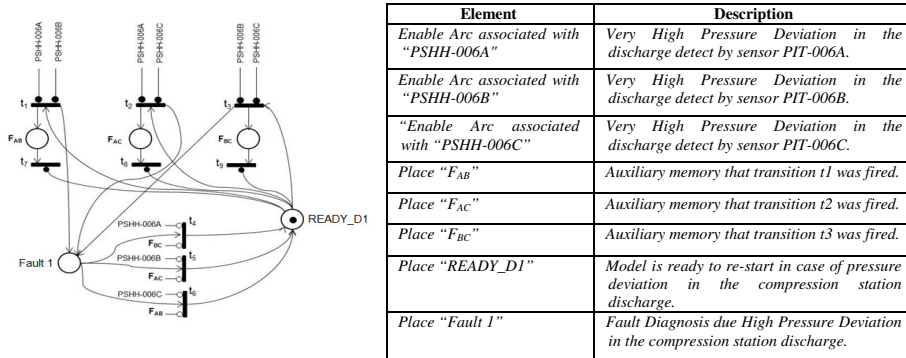 PSHH-006A
PSHH-006B
PSHH-006A
PSHH-006C
PSHH-006B
PSHH-006C
t1
t2
t3
FAB
FAC
FBC
t7
t8
t9
READY_D1
PSHH-006A
t4
FBC
Fault 1
PSHH-006B
t5
FAC
PSHH-006C
t6
FAB
Element Description
Enable Arc associated with Very High Pressure Deviation in the
"PSHH-006A" discharge detect by sensor PIT-006A.
Enable Arc associated with Very High Pressure Deviation in the
"PSHH-006B" discharge detect by sensor PIT-006B.
"Enable Arc associated Very High Pressure Deviation in the
with "PSHH-006C" discharge detect by sensor PIT-006C.
Place "FAB" Auxiliary memory that transition t1 was fired.
Place "FAC" Auxiliary memory that transition t2 was fired.
Place "FBC" Auxiliary memory that transition t3 was fired.
Place "READY_D1" Model is ready to re-start in case of pressure
deviation in the compression station
discharge.
Place "Fault 1" Fault Diagnosis due High Pressure Deviation
in the compression station discharge.